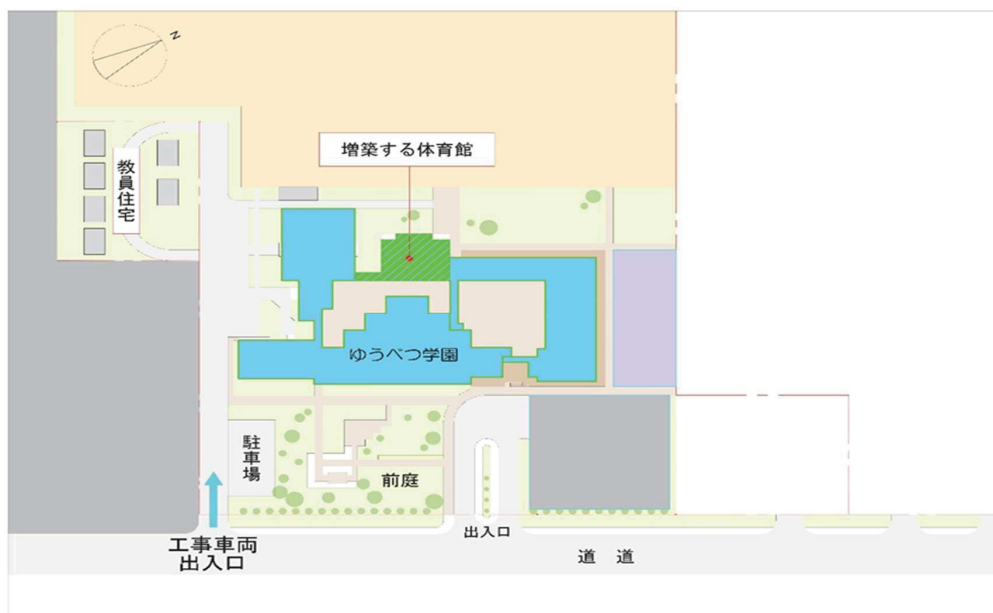 N
増築する体育館
教員住宅
ゆうべつ学園
駐車場
前庭
出入口
工事車両
出入口
道 道